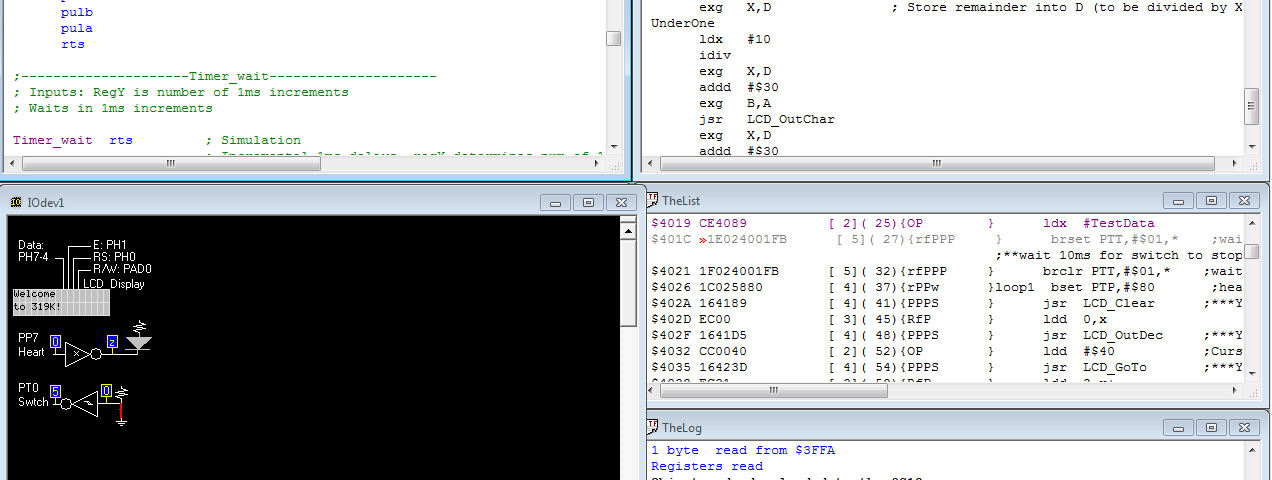 pulb
pula
rts
;---------------------Timer_wait---------------------
; Inputs: RegY is number of 1ms increments
; Waits in 1ms increments
Timer_wait rts ; Simulation
exg X,D ; Store remainder into D (to be divided by X
UnderOne
ldx #10
idiv
exg X,D
addd #$30
exg B,A
jsr LCD_OutChar
exg X,D
addd #$30
IOdev1
Data:
PH7-4
E: PH1
RS: PH0
R/W: PAD0
LCD Display
Welcome
to 319K!
PP7
Heart
0
z
PT0
Switch
5
0
TheList
$4019 CE4089 [ 2]( 25){OP } ldx #TestData
$401C »1E024001FB [ 5]( 27){rfPPP } brset PTT,#$01,* ;wai
;**wait 10ms for switch to stop
$4021 1F024001FB [ 5]( 32){rfPPP } brclr PTT,#$01,* ;wait
$4026 1C025880 [ 4]( 37){rPPw }loop1 bset PTP,#$80 ;hea
$402A 164189 [ 4]( 41){PPPS } jsr LCD_Clear ;***Y
$402D EC00 [ 3]( 45){RfP } ldd 0,x
$402F 1641D5 [ 4]( 48){PPPS } jsr LCD_OutDec ;***Y
$4032 CC0040 [ 2]( 52){OP } ldd #$40 ;Curs
$4035 16423D [ 4]( 54){PPPS } jsr LCD_GoTo ;***Y
TheLog
1 byte read from $3FFA
Registers read